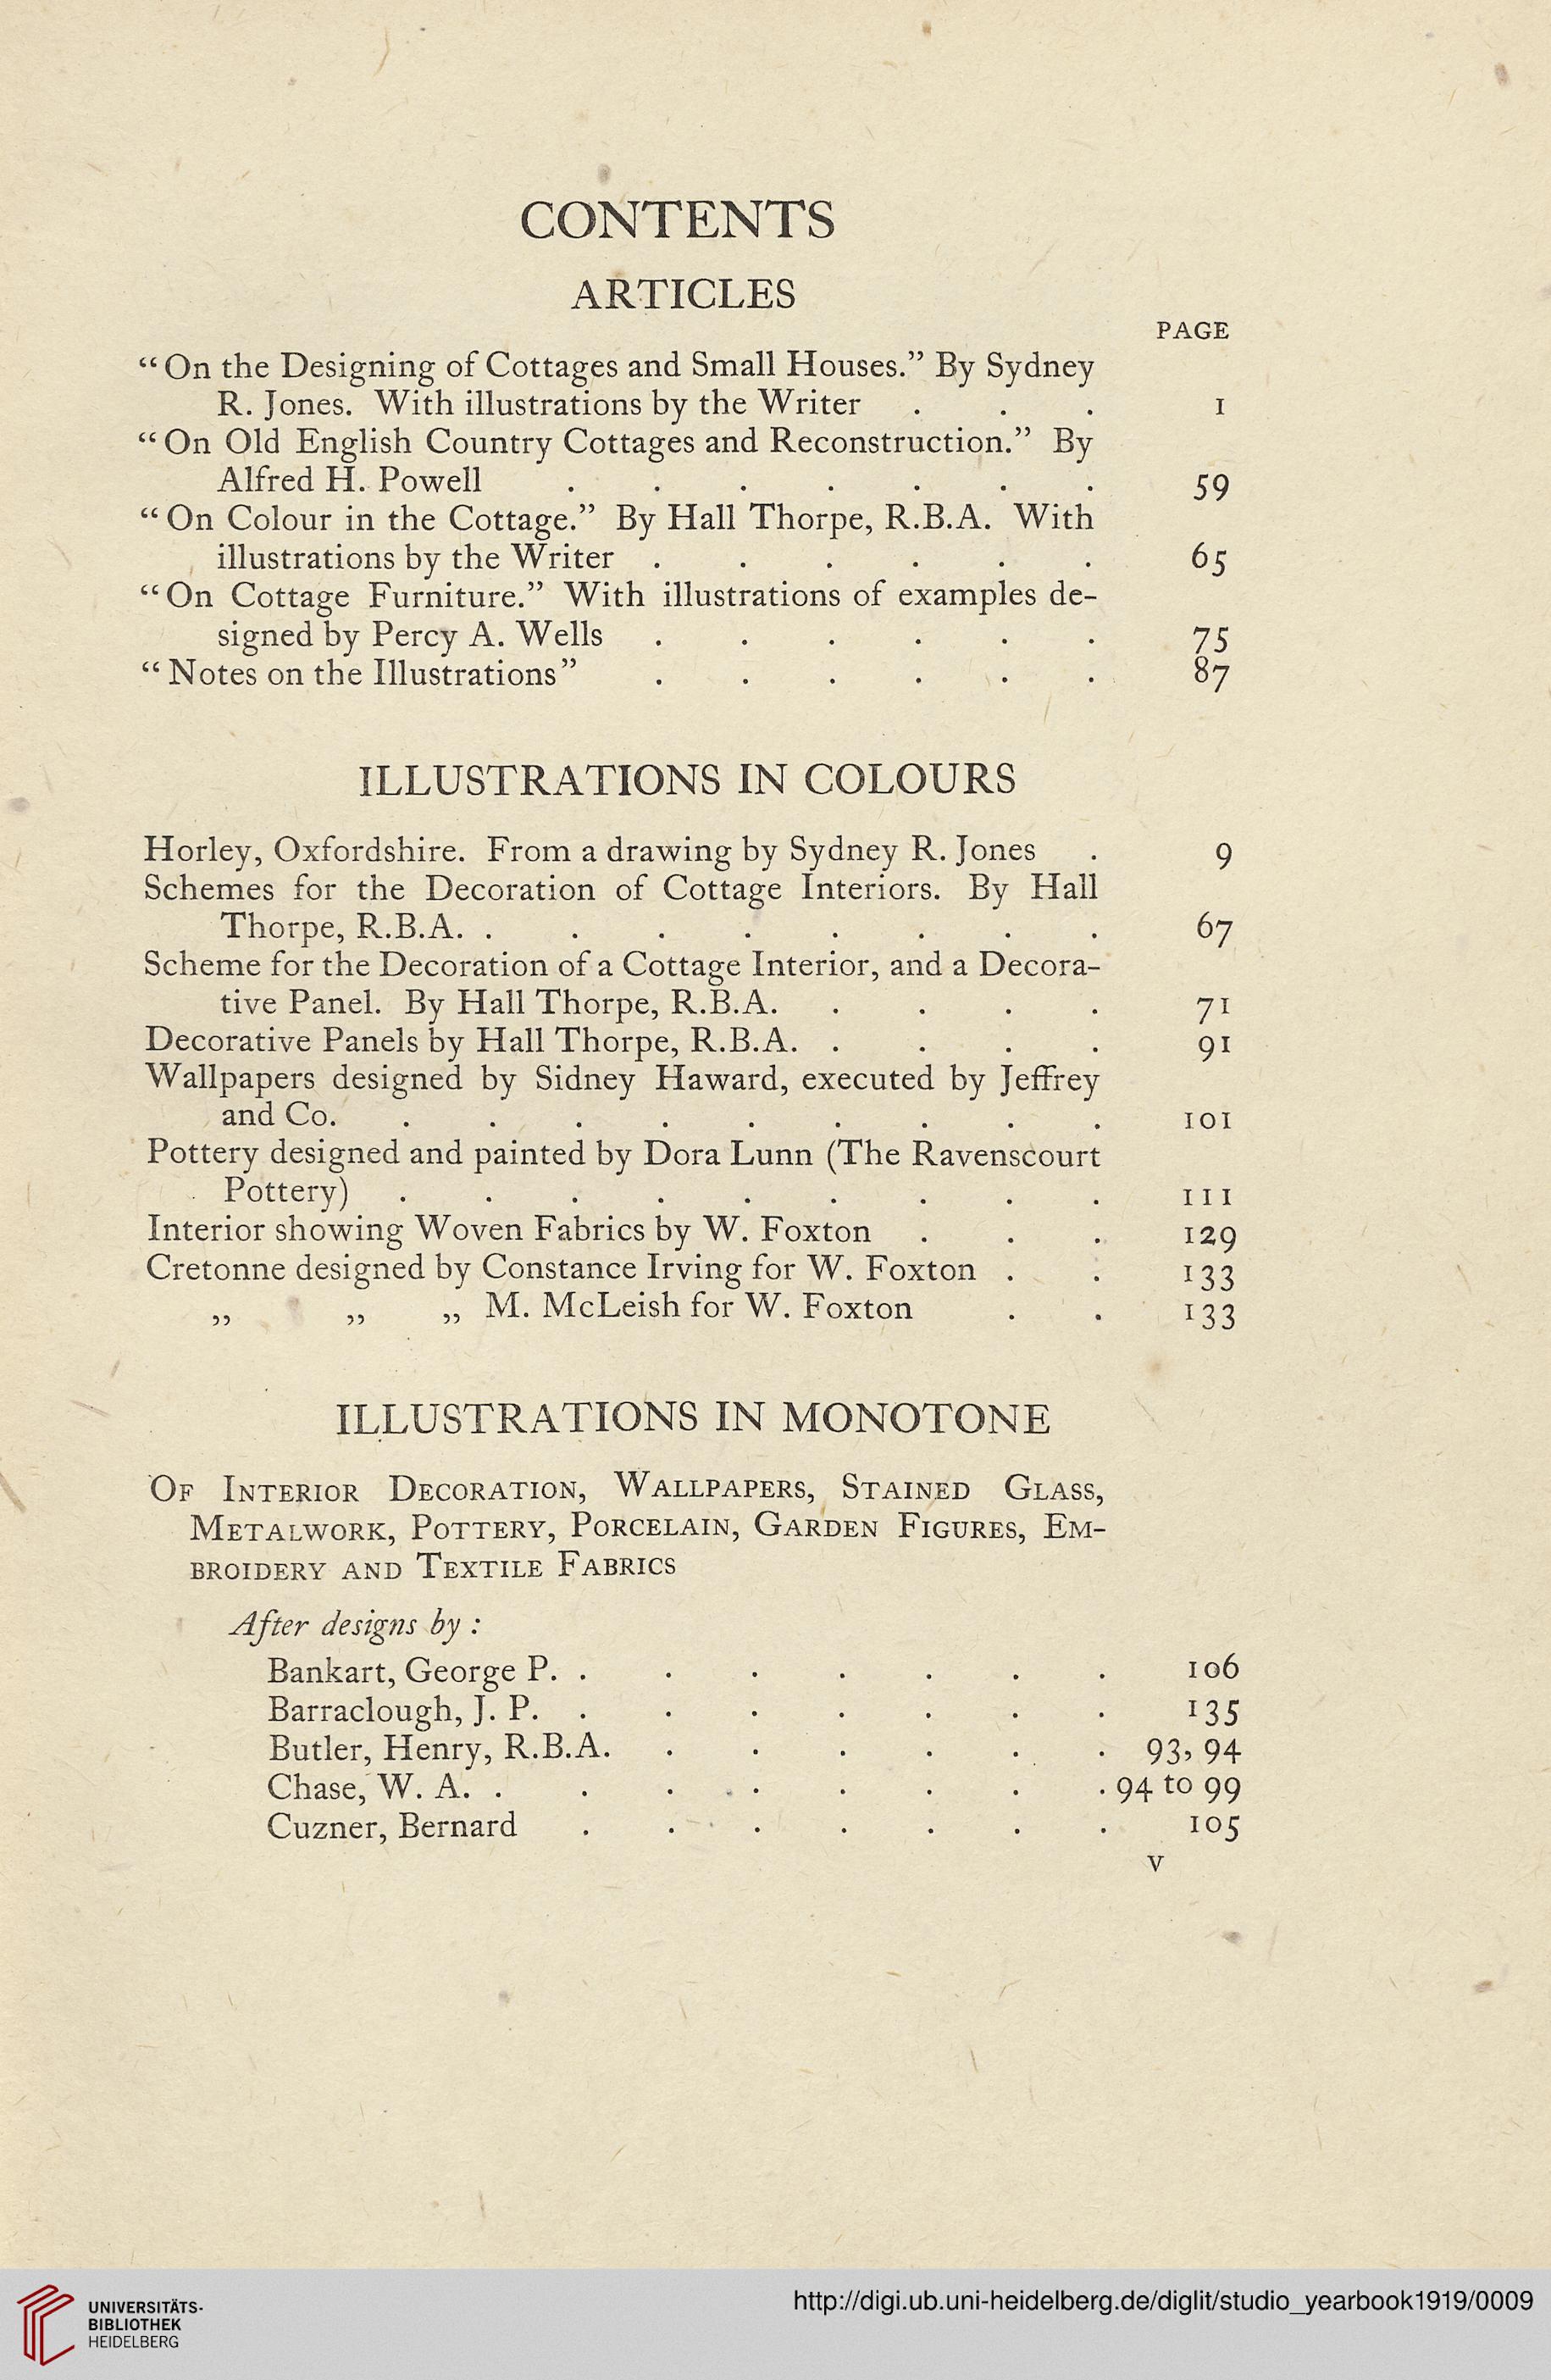 CONTENTS
ARTICLES
PAGE
“On the Designing of Cottages and Small Houses.” By Sydney
R. Jones. With illustrations by the Writer . . . 1
“On Old English Country Cottages and Reconstruction.” By
Alfred H. Powell . . . . . . . 59
“On Colour in the Cottage.” By Hall Thorpe, R.B.A. With
illustrations by the Writer . . . . . . 65
“On Cottage Furniture.” With illustrations of examples de-
signed by Percy A. Wells . . . . . . 75
“Notes on the Illustrations” . . . . . . 87
ILLUSTRATIONS IN COLOURS
Horley, Oxfordshire. From a drawing by Sydney R. Jones . 9
Schemes for the Decoration of Cottage Interiors. By Hall
Thorpe, R.B.A. . . . . . . . . 67
Scheme for the Decoration of a Cottage Interior, and a Decora-
tive Panel. By Hall Thorpe, R.B.A. . . . . 71
Decorative Panels by Hall Thorpe, R.B.A. . . . . 91
Wallpapers designed by Sidney Haward, executed by Jeffrey
and Co. . . . . . . . . . 101
Pottery designed and painted by Dora Lunn (The Ravenscourt
Pottery) . . . . . . . . . 111
Interior showing Woven Fabrics by W. Foxton . . . 129
Cretonne designed by Constance Irving for W. Foxton . . 133
„ „ „ M. McLeish for W. Foxton . . 133
ILLUSTRATIONS IN MONOTONE
Of Interior Decoration, Wallpapers, Stained Glass,
Metalwork, Pottery, Porcelain, Garden Figures, Em-
broidery and Textile Fabrics
After designs by :
Bankart, George P. . . . . . . . 106
Barraclough, J. P. . . . . . . . 135
Butler, Henry, R.B.A. . . . . . . 93, 94
Chase, W. A. . . . . . . . . 94 to 99
Cuzner, Bernard . . . . . . . 105
v
UNIVERSITÄTS-
BIBLIOTHEK
HEIDELBERG
http://digi.ub.uni-heidelberg.de/diglit/studio_yearbook1919/0009